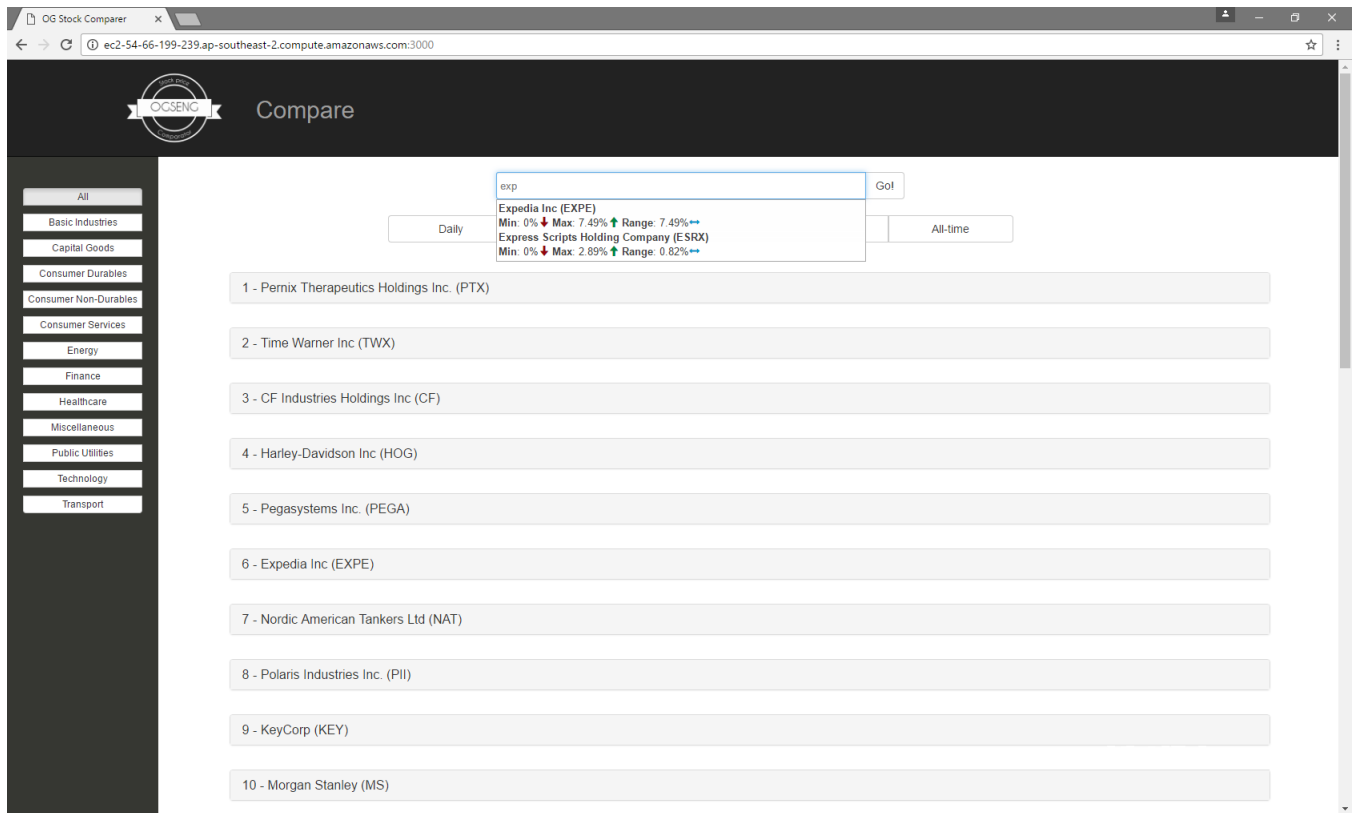 OG Stock Comparer
ec2-54-66-199-239.ap-southeast-2.compute.amazonaws.com:3000
Stock price
OGSENG
Comparator
Compare
All
Basic Industries
Capital Goods
Consumer Durables
Consumer Non-Durables
Consumer Services
Energy
Finance
Healthcare
Miscellaneous
Public Utilities
Technology
Transport
exp
Go!
Expedia Inc (EXPE)
Min: 0% Max: 7.49% Range: 7.49%
Express Scripts Holding Company (ESRX)
Min: 0% Max: 2.89% Range: 0.82%
Daily
All-time
1 - Pernix Therapeutics Holdings Inc. (PTX)
2 - Time Warner Inc (TWX)
3 - CF Industries Holdings Inc (CF)
4 - Harley-Davidson Inc (HOG)
5 - Pegasystems Inc. (PEGA)
6 - Expedia Inc (EXPE)
7 - Nordic American Tankers Ltd (NAT)
8 - Polaris Industries Inc. (PII)
9 - KeyCorp (KEY)
10 - Morgan Stanley (MS)